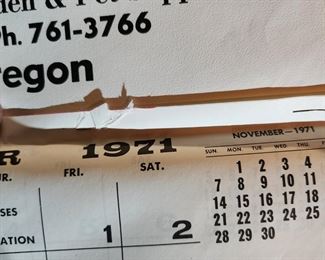 & Pet
Ph. 761-3766
regon
R 1971
NOVEMBER—1971
UR. FRI. SAT.
SUN. MON. TUE. WED. THU.
1 2 3 4
7 8 9 10 11
14 15 16 17 18
21 22 23 24 25
28 29 30
SES
ATION 1 2